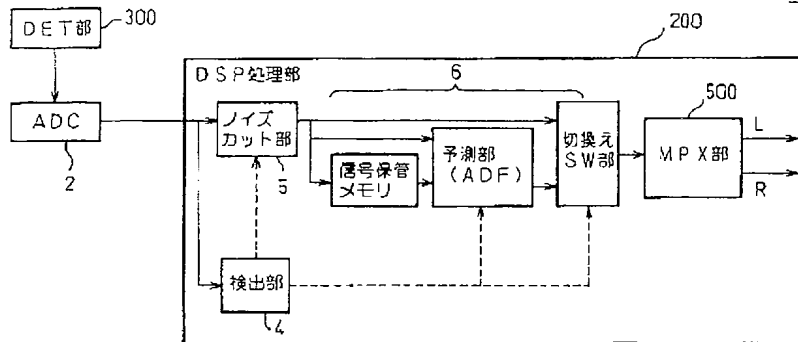 DET部
300
200
DSP処理部
6
500
ADC
2
ノイズ
カット部
5
信号保管
メモリ
予測部
(ADF)
切換え
SW部
MPX部
L
R
検出部
4